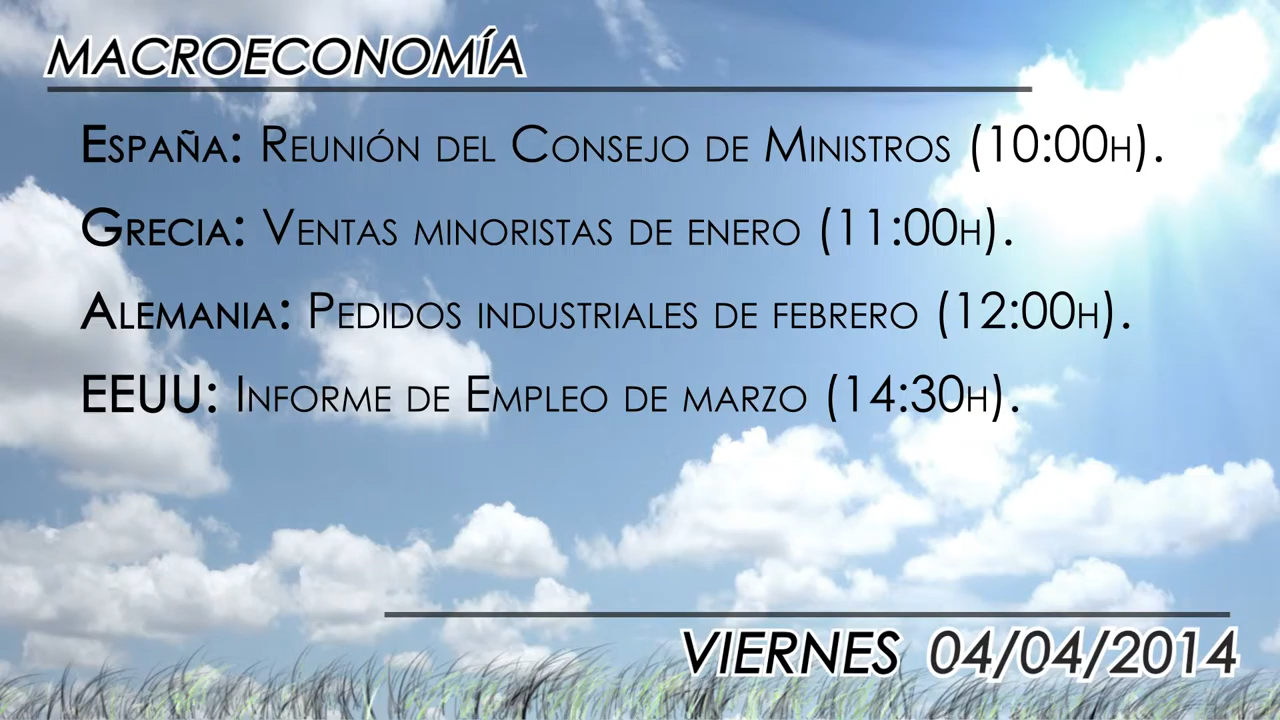 MACROECONOMÍA
España: Reunión del Consejo de Ministros (10:00h).
Grecia: Ventas minoristas de enero (11:00h).
Alemania: Pedidos industriales de febrero (12:00h).
EEUU: Informe de Empleo de marzo (14:30h).
VIERNES 04/04/2014